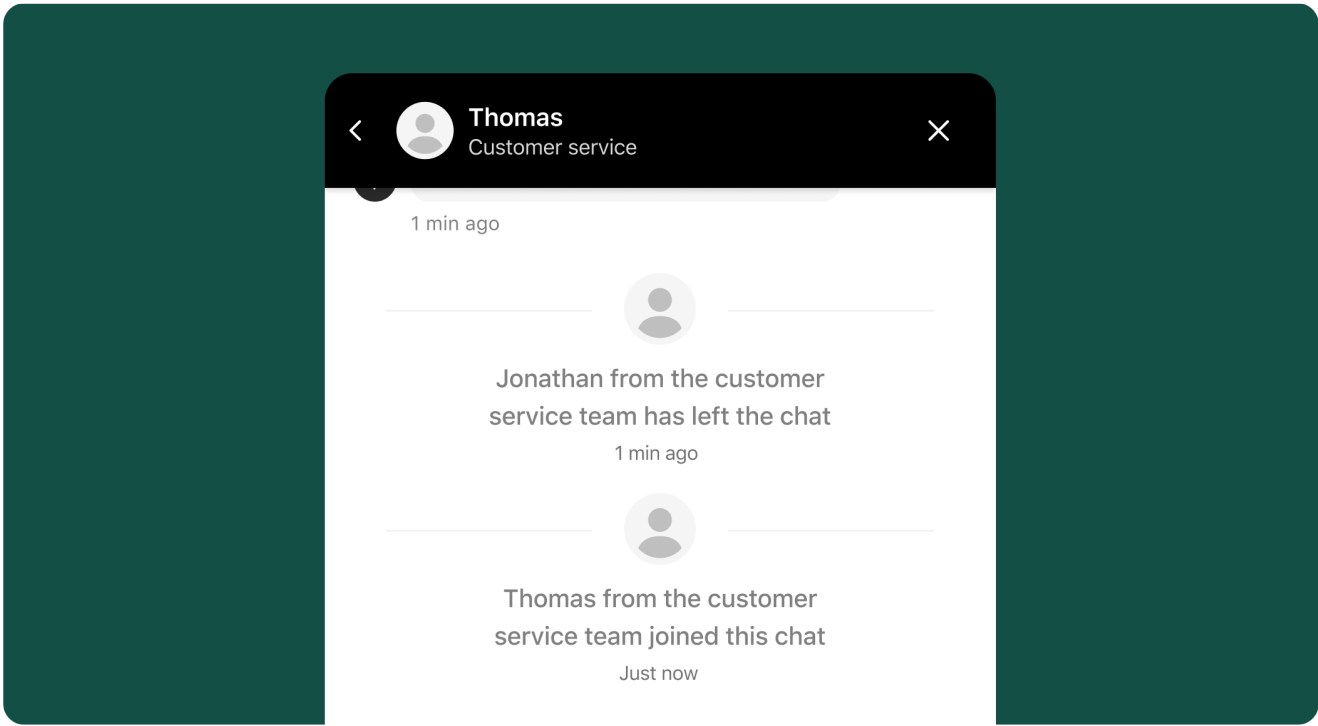 Thomas
Customer service
1 min ago
Jonathan from the customer
service team has left the chat
1 min ago
Thomas from the customer
service team joined this chat
Just now